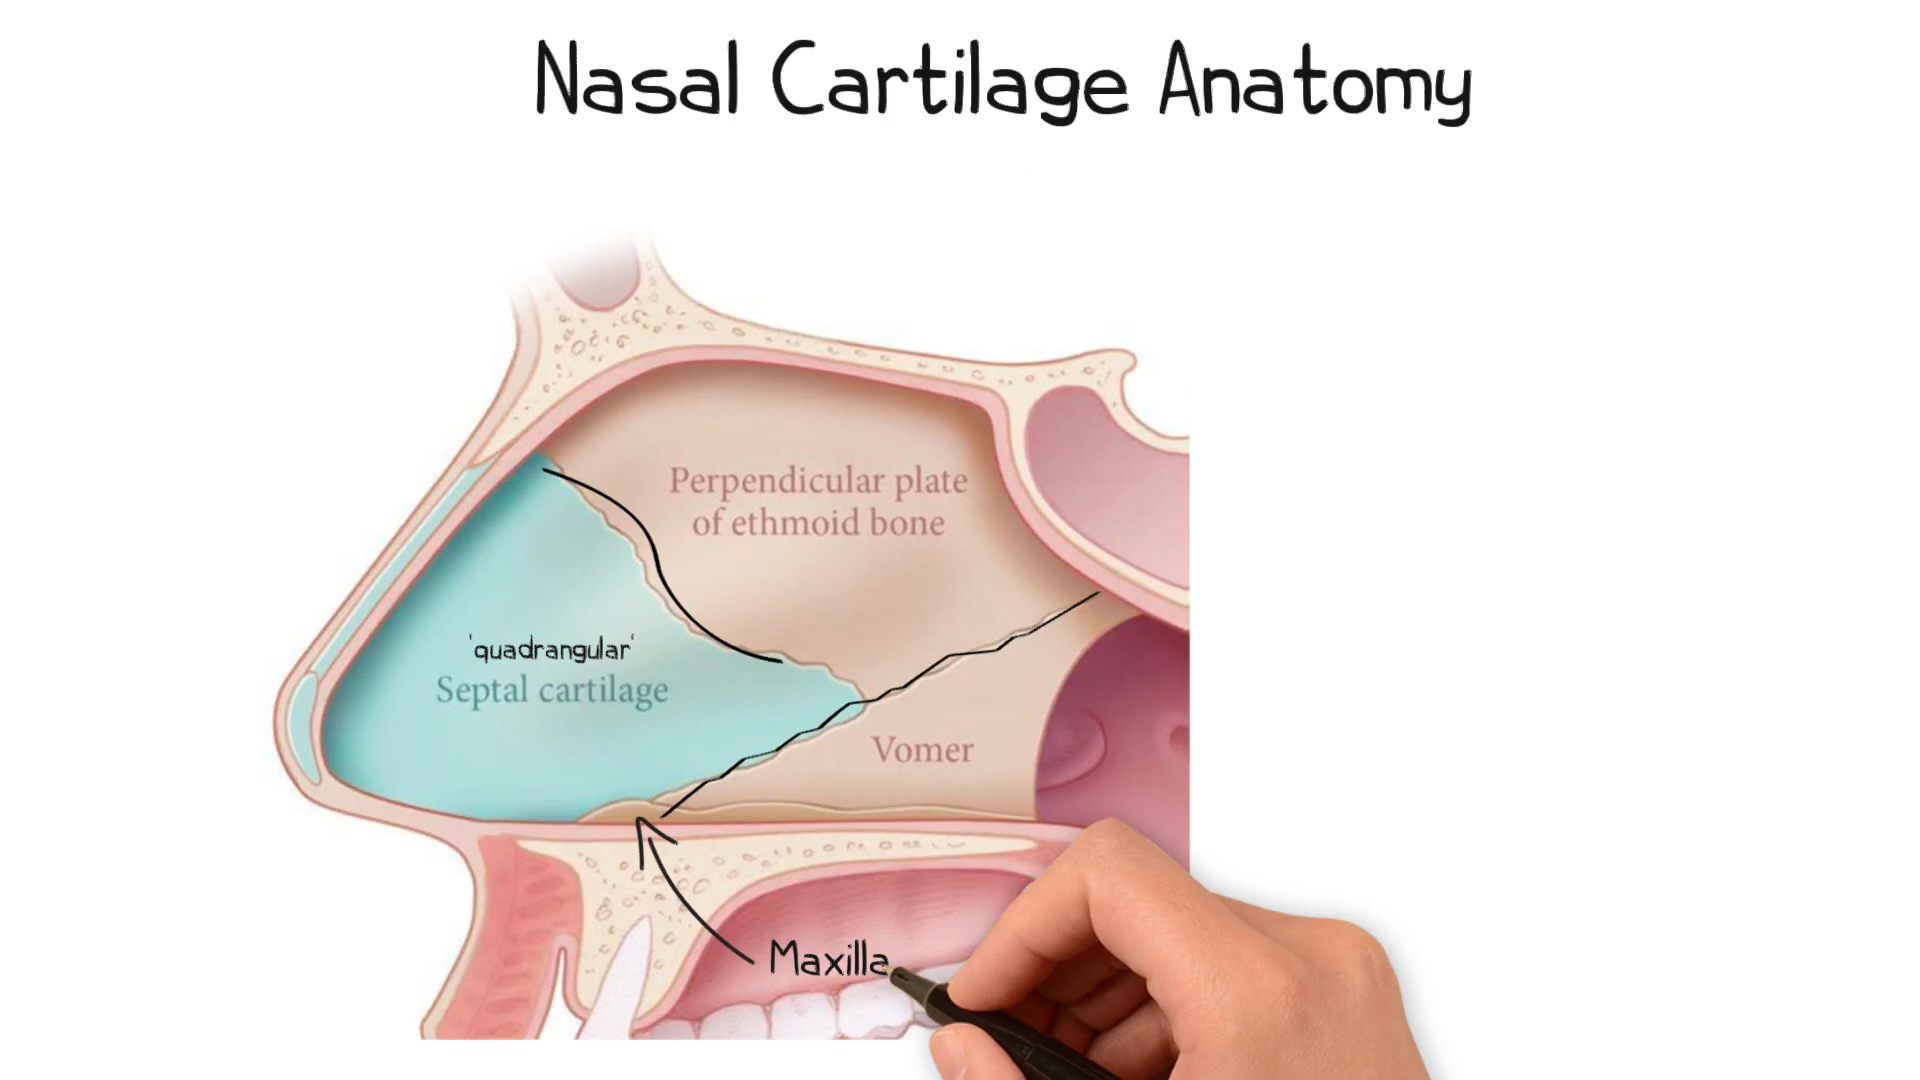 Nasal Cartilage Anatomy
Perpendicular plate
of ethmoid bone
'quadrangular'
Septal cartilage
Vomer
Maxilla